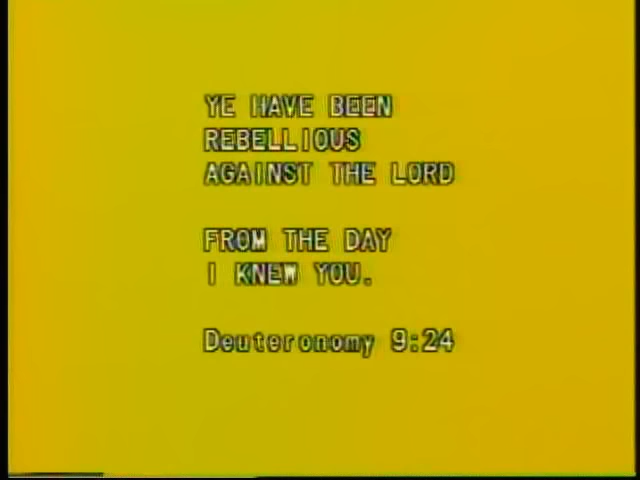 YE HAVE BEEN
REBELLIOUS
AGAINST THE LORD
FROM THE DAY
I KNEW YOU.
Deuteronomy 9:24